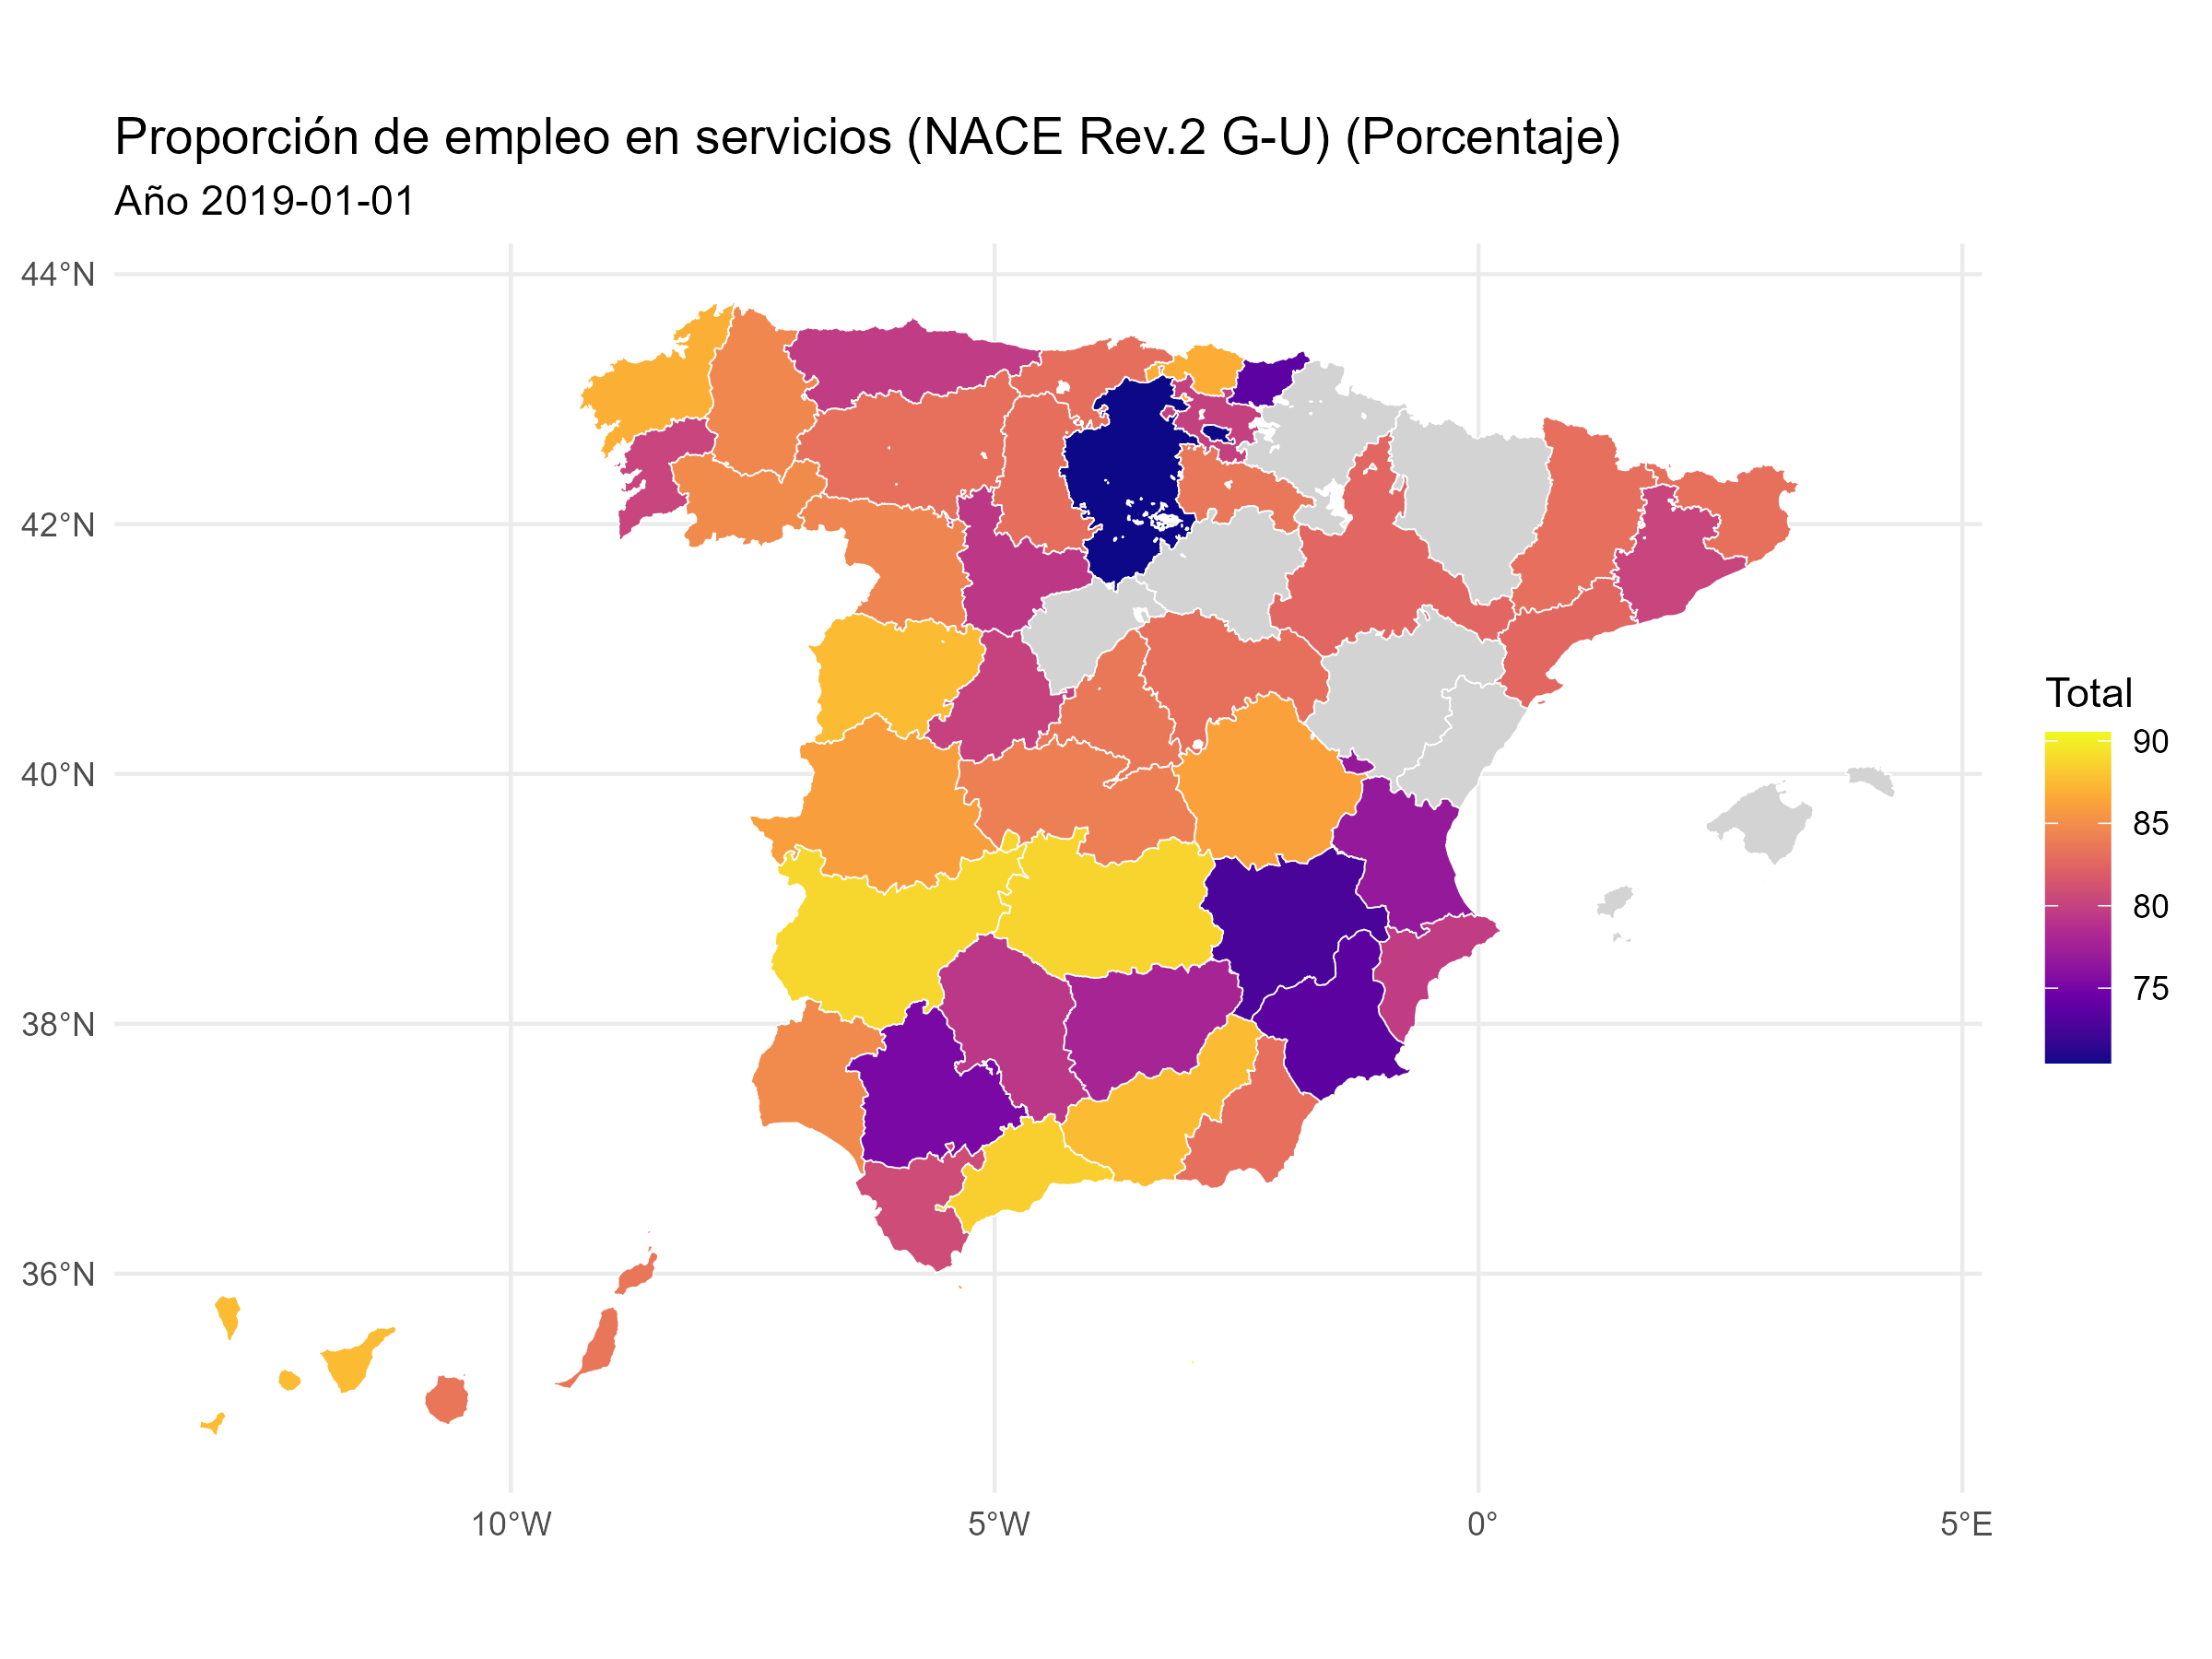 Proporción de empleo en servicios (NACE Rev.2 G-U) (Porcentaje)
Año 2019-01-01
44°N
42°N
40°N
38°N
36°N
10°W
5°W
0°
5°E
Total
90
85
80
75